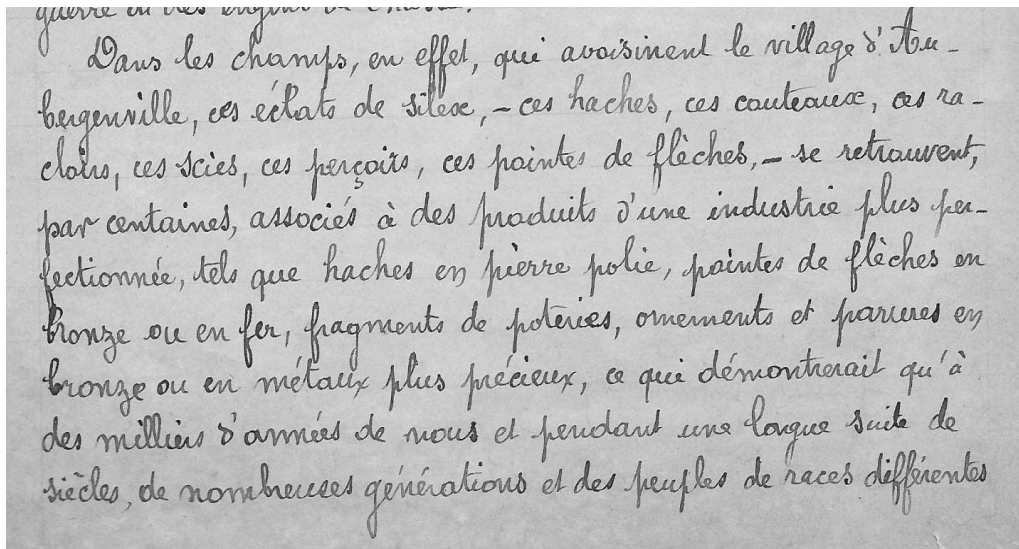 Dans les champs, en effet, qui avoisinent le village d'Au-
bergenville, ces éclats de silex, – ces haches, ces couteaux, ces ra-
cloirs, ces scies, ces perçoirs, ces pointes de flèches, – se retrouvent,
par centaines, associés à des produits d'une industrie plus per-
fectionnée, tels que haches en pierre polie, pointes de flèches en
bronze ou en fer, fragments de poteries, ornements et parures en
bronze ou en métaux plus précieux, ce qui démontrerait qu'à
des milliers d'années de nous et pendant une longue suite de
siècles, de nombreuses générations et des peuples de races différentes